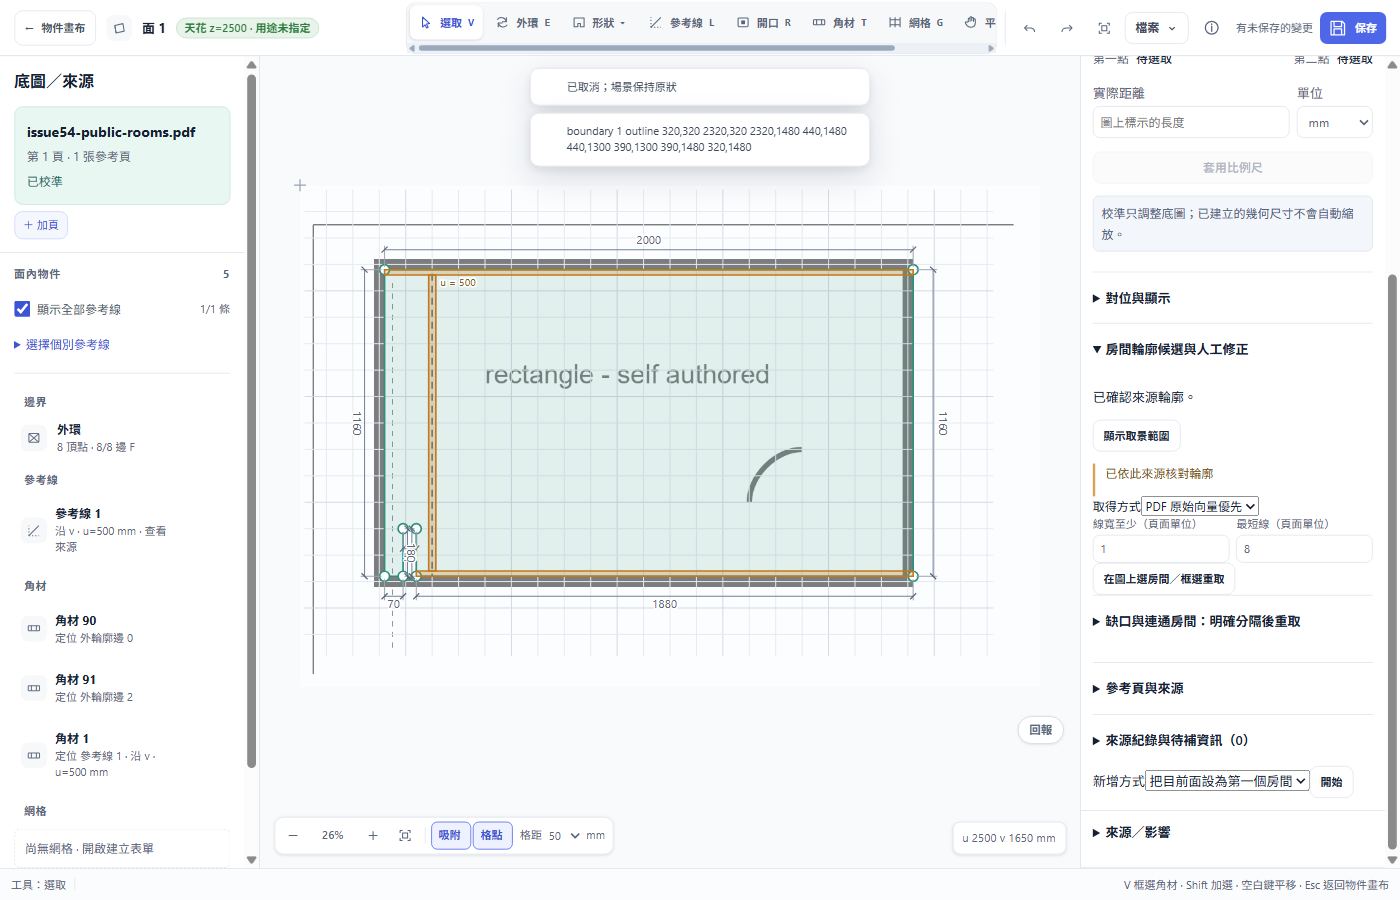 ← 物件畫布
面 1
天花 z=2500 · 用途未指定
選取 V
外環 E
形狀
參考線 L
開口 R
角材 T
網格 G
平
檔案
有未保存的變更
保存
底圖／來源
issue54-public-rooms.pdf
第 1 頁 · 1 張參考頁
已校準
＋ 加頁
面內物件 5
顯示全部參考線 1/1 條
選擇個別參考線
邊界
外環
8 頂點 · 8/8 邊 F
參考線
參考線 1
沿 v · u=500 mm · 查看
來源
角材
角材 90
定位 外輪廓邊 0
角材 91
定位 外輪廓邊 2
角材 1
定位 參考線 1 · 沿 v ·
u=500 mm
網格
尚無網格 · 開啟建立表單
已取消；場景保持原狀
boundary 1 outline 320,320 2320,320 2320,1480 440,1480
440,1300 390,1300 390,1480 320,1480
2000
u = 500
rectangle - self authored
1160
1160
180
70
1880
回報
− 26% +
吸附
格點
格距 50 mm
u 2500 v 1650 mm
第一點 待選取 第二點 待選取
實際距離 單位
圖上標示的長度 mm
套用比例尺
校準只調整底圖；已建立的幾何尺寸不會自動縮
放。
對位與顯示
房間輪廓候選與人工修正
已確認來源輪廓。
顯示取景範圍
已依此來源核對輪廓
取得方式 PDF 原始向量優先
線寬至少（頁面單位） 最短線（頁面單位）
1 8
在圖上選房間／框選重取
缺口與連通房間：明確分隔後重取
參考頁與來源
來源紀錄與待補資訊（0）
新增方式 把目前面設為第一個房間 開始
來源／影響
工具：選取
V 框選角材 · Shift 加選 · 空白鍵平移 · Esc 返回物件畫布